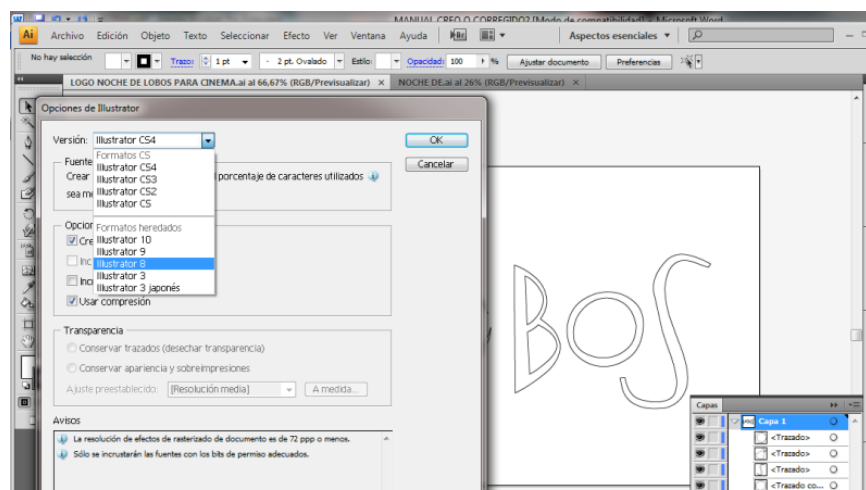 MANUAL CREO O CORREGIDO2 [Modo de compatibilidad] - Microsoft Word
Ai Archivo Edición Objeto Texto Seleccionar Efecto Ver Ventana Ayuda Br Aspectos esenciales
No hay selección Trazo: 1 pt 2 pt. Ovalado Estilo: Opacidad: 100 % Ajustar documento Preferencias
LOGO NOCHE DE LOBOS PARA CINEMA.ai al 66,67% (RGB/Previsualizar) × NOCHE DE.ai al 26% (RGB/Previsualizar) ×
Opciones de Illustrator
Versión: Illustrator CS4 OK
Formatos CS
Illustrator CS4
Illustrator CS3
Illustrator CS2
Illustrator CS
Formatos heredados
Illustrator 10
Illustrator 9
Illustrator 8
Illustrator 3
Illustrator 3 japonés
Cancelar
Fuente
Crear porcentaje de caracteres utilizados
sea
Opcion
Usar compresión
Transparencia
Conservar trazados (desechar transparencia)
Conservar apariencia y sobreimpresiones
Ajuste preestablecido: [Resolución media] A medida...
Avisos
La resolución de efectos de rasterizado de documento es de 72 ppp o menos.
Sólo se incrustarán las fuentes con los bits de permiso adecuados.
BOS
Capas
Capa 1
<Trazado>
<Trazado>
<Trazado>
<Trazado co...